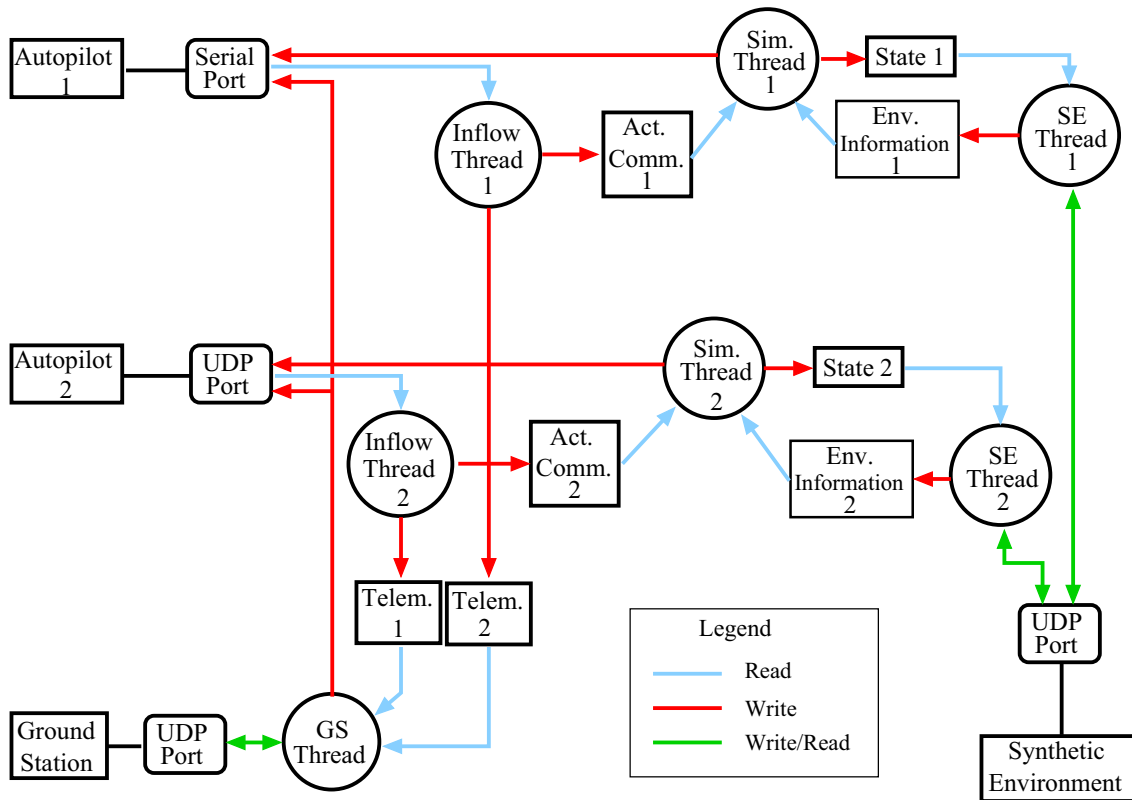 Autopilot
1
Serial
Port
Sim.
Thread
1
State 1
Inflow
Thread
1
Act.
Comm.
1
Env.
Information
1
SE
Thread
1
Autopilot
2
UDP
Port
Sim.
Thread
2
State 2
Inflow
Thread
2
Act.
Comm.
2
Env.
Information
2
SE
Thread
2
Telem.
1
Telem.
2
Legend
Read
Write
Write/Read
UDP
Port
Ground
Station
UDP
Port
GS
Thread
Synthetic
Environment